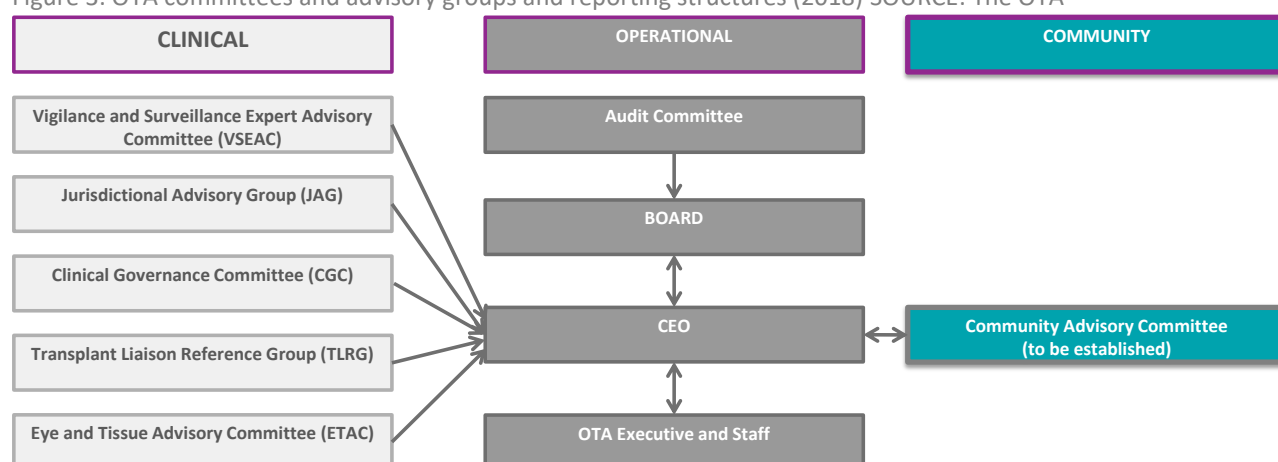 Figure 3: OTA committees and advisory groups and reporting structures (2018) SOURCE: The OTA
CLINICAL
OPERATIONAL
COMMUNITY
Vigilance and Surveillance Expert Advisory
Committee (VSEAC)
Audit Committee
Jurisdictional Advisory Group (JAG)
BOARD
Clinical Governance Committee (CGC)
CEO
Community Advisory Committee
(to be established)
Transplant Liaison Reference Group (TLRG)
Eye and Tissue Advisory Committee (ETAC)
OTA Executive and Staff